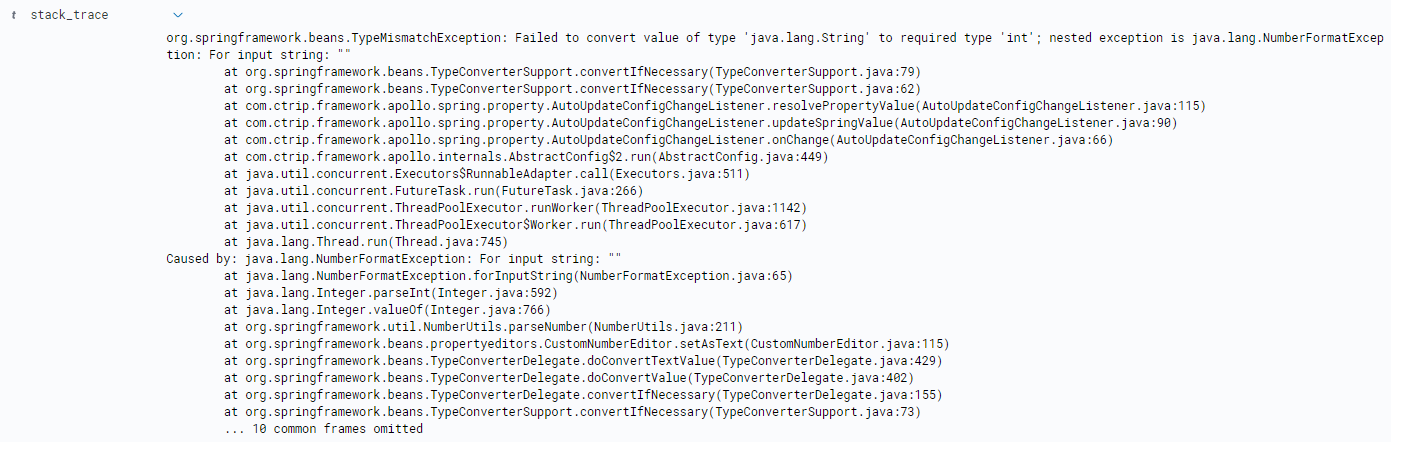 t stack_trace
org.springframework.beans.TypeMismatchException: Failed to convert value of type 'java.lang.String' to required type 'int'; nested exception is java.lang.NumberFormatExcep
tion: For input string: ""
at org.springframework.beans.TypeConverterSupport.convertIfNecessary(TypeConverterSupport.java:79)
at org.springframework.beans.TypeConverterSupport.convertIfNecessary(TypeConverterSupport.java:62)
at com.ctrip.framework.apollo.spring.property.AutoUpdateConfigChangeListener.resolvePropertyValue(AutoUpdateConfigChangeListener.java:115)
at com.ctrip.framework.apollo.spring.property.AutoUpdateConfigChangeListener.updateSpringValue(AutoUpdateConfigChangeListener.java:90)
at com.ctrip.framework.apollo.spring.property.AutoUpdateConfigChangeListener.onChange(AutoUpdateConfigChangeListener.java:66)
at com.ctrip.framework.apollo.internals.AbstractConfig$2.run(AbstractConfig.java:449)
at java.util.concurrent.Executors$RunnableAdapter.call(Executors.java:511)
at java.util.concurrent.FutureTask.run(FutureTask.java:266)
at java.util.concurrent.ThreadPoolExecutor.runWorker(ThreadPoolExecutor.java:1142)
at java.util.concurrent.ThreadPoolExecutor$Worker.run(ThreadPoolExecutor.java:617)
at java.lang.Thread.run(Thread.java:745)
Caused by: java.lang.NumberFormatException: For input string: ""
at java.lang.NumberFormatException.forInputString(NumberFormatException.java:65)
at java.lang.Integer.parseInt(Integer.java:592)
at java.lang.Integer.valueOf(Integer.java:766)
at org.springframework.util.NumberUtils.parseNumber(NumberUtils.java:211)
at org.springframework.beans.propertyeditors.CustomNumberEditor.setAsText(CustomNumberEditor.java:115)
at org.springframework.beans.TypeConverterDelegate.doConvertTextValue(TypeConverterDelegate.java:429)
at org.springframework.beans.TypeConverterDelegate.doConvertValue(TypeConverterDelegate.java:402)
at org.springframework.beans.TypeConverterDelegate.convertIfNecessary(TypeConverterDelegate.java:155)
at org.springframework.beans.TypeConverterSupport.convertIfNecessary(TypeConverterSupport.java:73)
... 10 common frames omitted